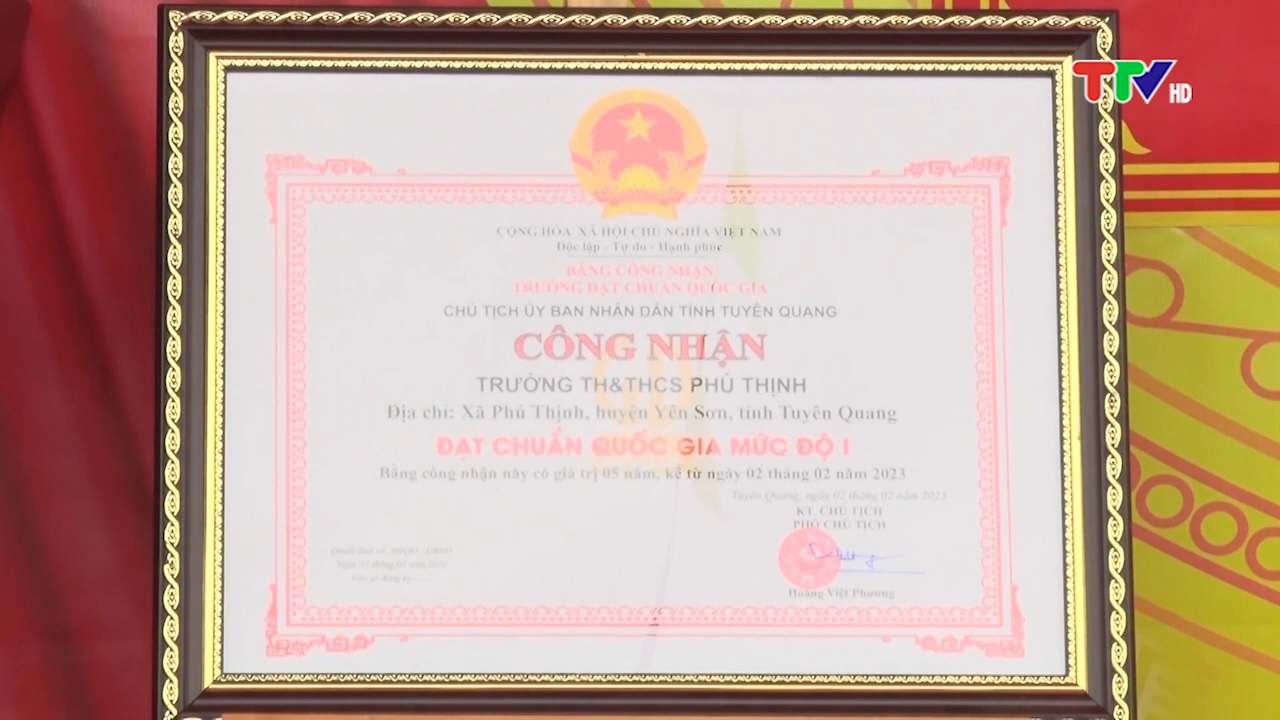 TTV HD
CỘNG HÒA XÃ HỘI CHỦ NGHĨA VIỆT NAM
Độc lập - Tự do - Hạnh phúc
BẰNG CÔNG NHẬN
TRƯỜNG ĐẠT CHUẨN QUỐC GIA
CHỦ TỊCH ỦY BAN NHÂN DÂN TỈNH TUYÊN QUANG
CÔNG NHẬN
TRƯỜNG TH&THCS PHÚ THỊNH
Địa chỉ: Xã Phú Thịnh, huyện Yên Sơn, tỉnh Tuyên Quang
ĐẠT CHUẨN QUỐC GIA MỨC ĐỘ I
Bằng công nhận này có giá trị 05 năm, kể từ ngày 02 tháng 02 năm 2023
Tuyên Quang, ngày 02 tháng 02 năm 2023
KT. CHỦ TỊCH
PHÓ CHỦ TỊCH
Hoàng Việt Phương
Quyết định số: